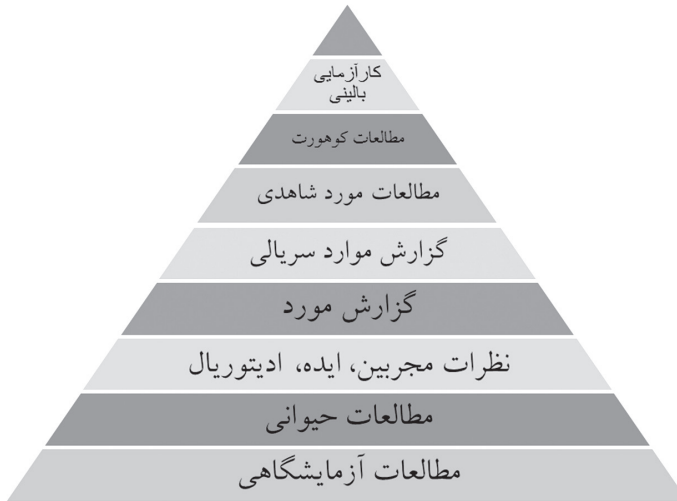 کارآزمایی
بالینی
مطالعات کوهورت
مطالعات مورد شاهدی
گزارش موارد سریالی
گزارش مورد
نظرات مجربین، ایده، ادیتوریال
مطالعات حیوانی
مطالعات آزمایشگاهی